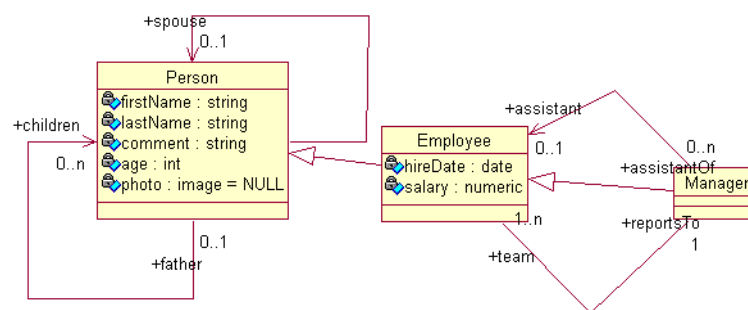 +spouse
0..1
Person
firstName : string
lastName : string
comment : string
age : int
photo : image = NULL
+children
0..n
0..1
+father
Employee
hireDate : date
salary : numeric
+assistant
0..1
0..n
+assistantOf
Manager
1..n
+team
+reportsTo
1